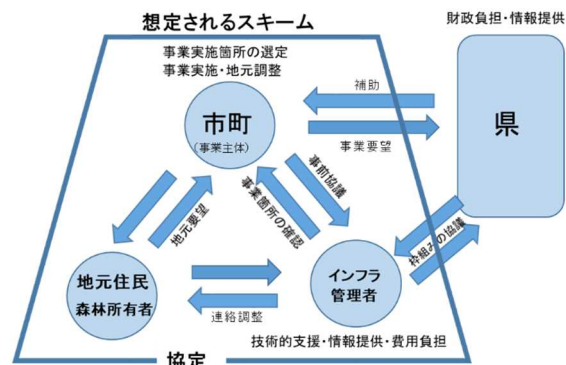 想定されるスキーム
財政負担・情報提供
事業実施箇所の選定
事業実施・地元調整
補助
市町
(事業主体)
県
事業要望
事前協議
事業箇所の確認
地元要望
枠組みの協議
地元住民
森林所有者
インフラ
管理者
連絡調整
技術的支援・情報提供・費用負担
協定